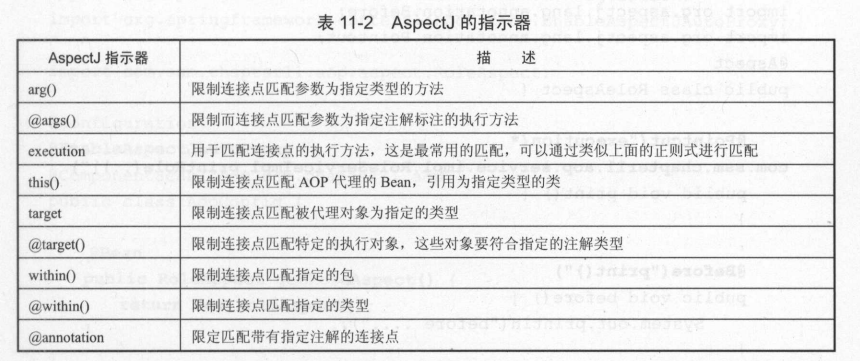 表 11-2 AspectJ 的指示器
AspectJ 指示器 描 述
arg() 限制连接点匹配参数为指定类型的方法
@args() 限制而连接点匹配参数为指定注解标注的执行方法
execution 用于匹配连接点的执行方法，这是最常用的匹配，可以通过类似上面的正则式进行匹配
this() 限制连接点匹配 AOP 代理的 Bean，引用为指定类型的类
target 限制连接点匹配被代理对象为指定的类型
@target() 限制连接点匹配特定的执行对象，这些对象要符合指定的注解类型
within() 限制连接点匹配指定的包
@within() 限制连接点匹配指定的类型
@annotation 限定匹配带有指定注解的连接点